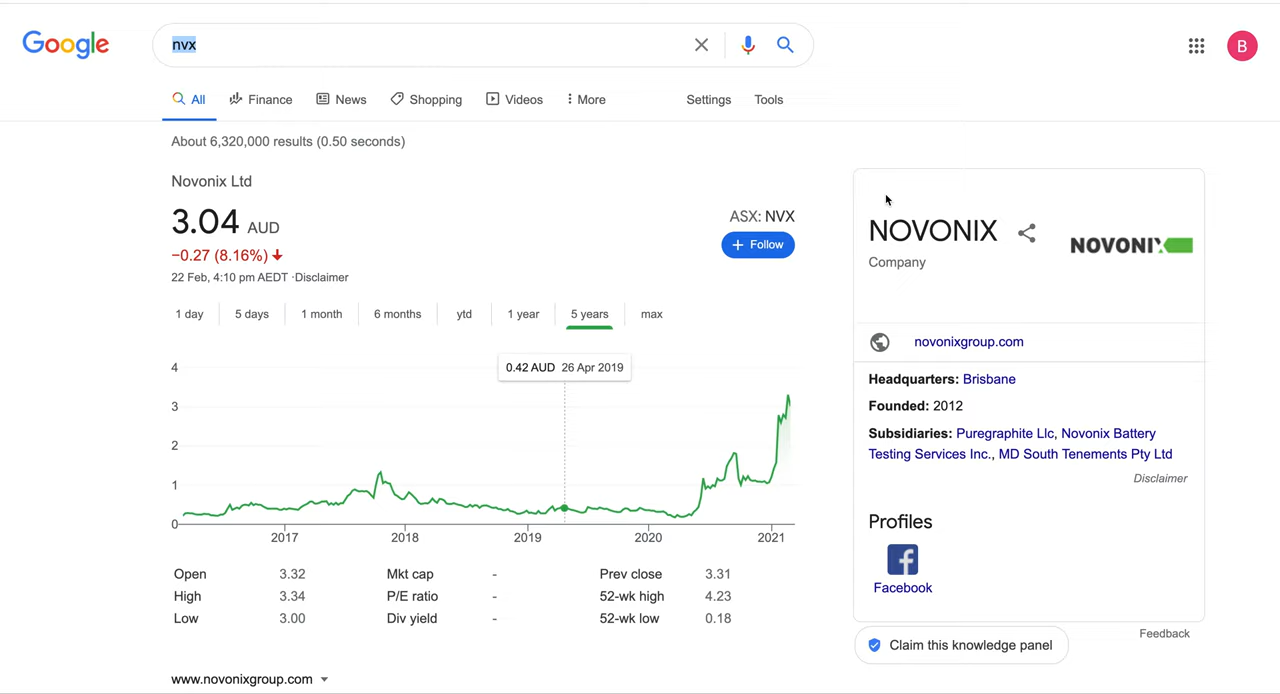 Google
nvx
B
All
Finance
News
Shopping
Videos
More
Settings
Tools
About 6,320,000 results (0.50 seconds)
Novonix Ltd
3.04 AUD
−0.27 (8.16%)
22 Feb, 4:10 pm AEDT ·Disclaimer
ASX: NVX
+ Follow
1 day
5 days
1 month
6 months
ytd
1 year
5 years
max
0.42 AUD 26 Apr 2019
4
3
2
1
0
2017
2018
2019
2020
2021
Open 3.32 Mkt cap - Prev close 3.31
High 3.34 P/E ratio - 52-wk high 4.23
Low 3.00 Div yield - 52-wk low 0.18
www.novonixgroup.com
NOVONIX
NOVONIX
Company
novonixgroup.com
Headquarters: Brisbane
Founded: 2012
Subsidiaries: Puregraphite Llc, Novonix Battery
Testing Services Inc., MD South Tenements Pty Ltd
Disclaimer
Profiles
Facebook
Feedback
Claim this knowledge panel